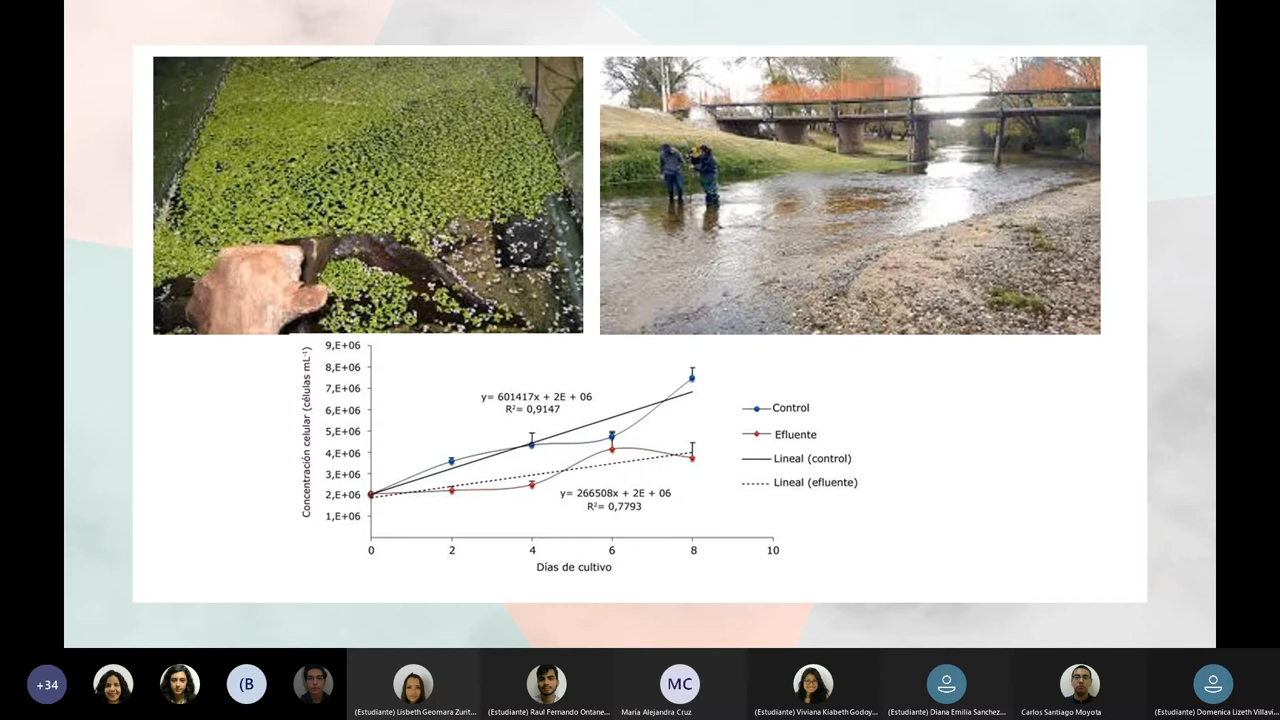 Concentración celular (células mL⁻¹)
9,E+06
8,E+06
7,E+06
6,E+06
5,E+06
4,E+06
3,E+06
2,E+06
1,E+06
y= 601417x + 2E + 06
R²= 0,9147
y= 266508x + 2E + 06
R²= 0,7793
Control
Efluente
Lineal (control)
Lineal (efluente)
0 2 4 6 8 10
Días de cultivo
+34
(B
MC
(Estudiante) Lisbeth Geomara Zurit...
(Estudiante) Raul Fernando Ontane...
María Alejandra Cruz
(Estudiante) Viviana Kiabeth Godoy...
(Estudiante) Diana Emilia Sanchez...
Carlos Santiago Moyota
(Estudiante) Domenica Lizeth Villavi...